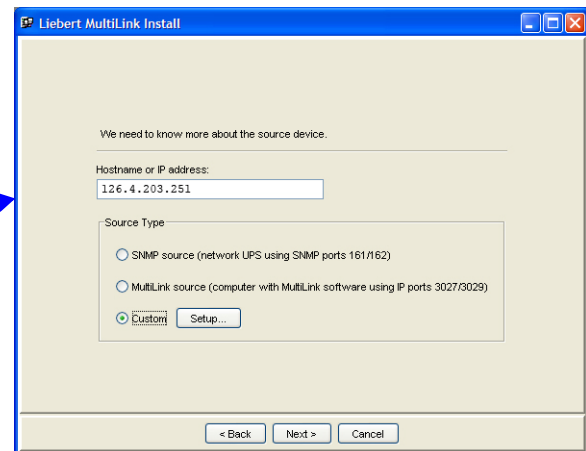 Liebert MultiLink Install
We need to know more about the source device.
Hostname or IP address:
126.4.203.251
Source Type
SNMP source (network UPS using SNMP ports 161/162)
MultiLink source (computer with MultiLink software using IP ports 3027/3029)
Custom Setup...
< Back Next > Cancel